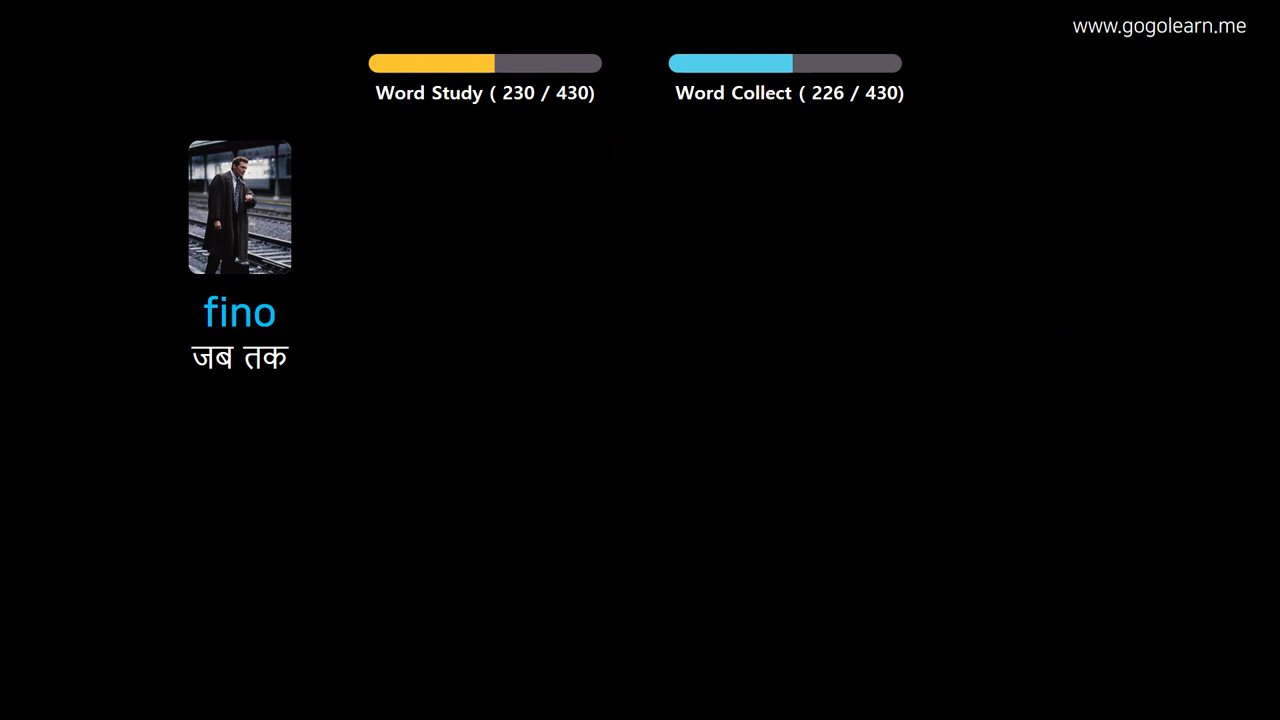 www.gogolearn.me
Word Study ( 230 / 430)
Word Collect ( 226 / 430)
fino
जब तक